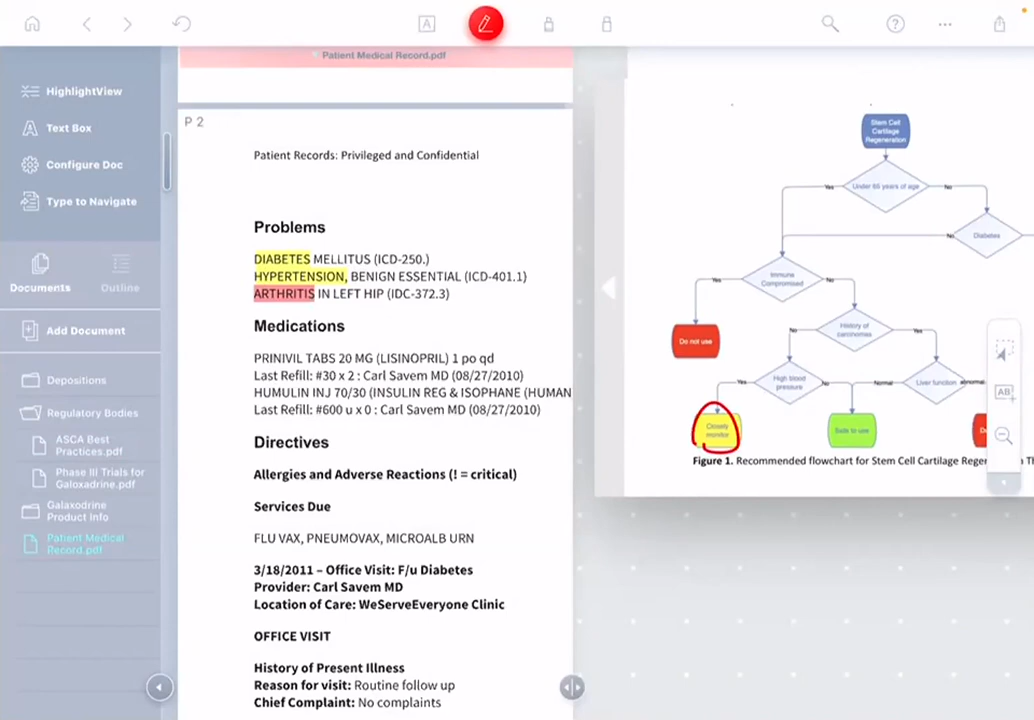 A
?
Patient Medical Record.pdf
HighlightView
Text Box
Configure Doc
Type to Navigate
Documents
Outline
Add Document
Depositions
Regulatory Bodies
ASCA Best
Practices.pdf
Phase III Trials for
Galoxadrine.pdf
Galaxodrine
Product Info
Patient Medical
Record.pdf
P 2
Patient Records: Privileged and Confidential
Problems
DIABETES MELLITUS (ICD-250.)
HYPERTENSION, BENIGN ESSENTIAL (ICD-401.1)
ARTHRITIS IN LEFT HIP (IDC-372.3)
Medications
PRINIVIL TABS 20 MG (LISINOPRIL) 1 po qd
Last Refill: #30 x 2 : Carl Savem MD (08/27/2010)
HUMULIN INJ 70/30 (INSULIN REG & ISOPHANE (HUMAN
Last Refill: #600 u x 0 : Carl Savem MD (08/27/2010)
Directives
Allergies and Adverse Reactions (! = critical)
Services Due
FLU VAX, PNEUMOVAX, MICROALB URN
3/18/2011 – Office Visit: F/u Diabetes
Provider: Carl Savem MD
Location of Care: WeServeEveryone Clinic
OFFICE VISIT
History of Present Illness
Reason for visit: Routine follow up
Chief Complaint: No complaints
Stem Cell
Cartilage
Regeneration
Yes
Under 65 years of age
No
No
Diabetes
Yes
Immune
Compromised
No
Do not use
No
History of
carcinomies
Yes
Yes
High blood
pressure
No
Normal
Liver function
abnormal
Closely
monitor
Safe to use
Do
AB
Figure 1. Recommended flowchart for Stem Cell Cartilage Reger
n Th